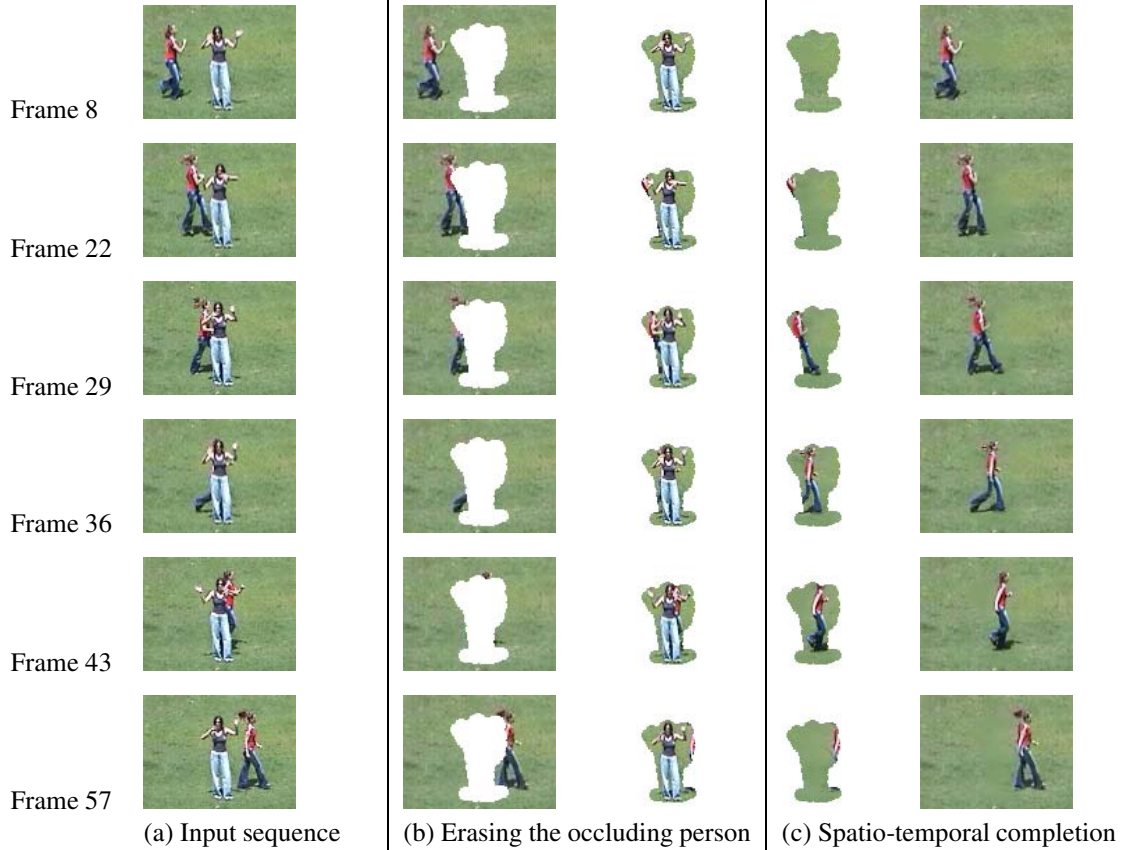 Frame 8
Frame 22
Frame 29
Frame 36
Frame 43
Frame 57
(a) Input sequence
(b) Erasing the occluding person
(c) Spatio-temporal completion